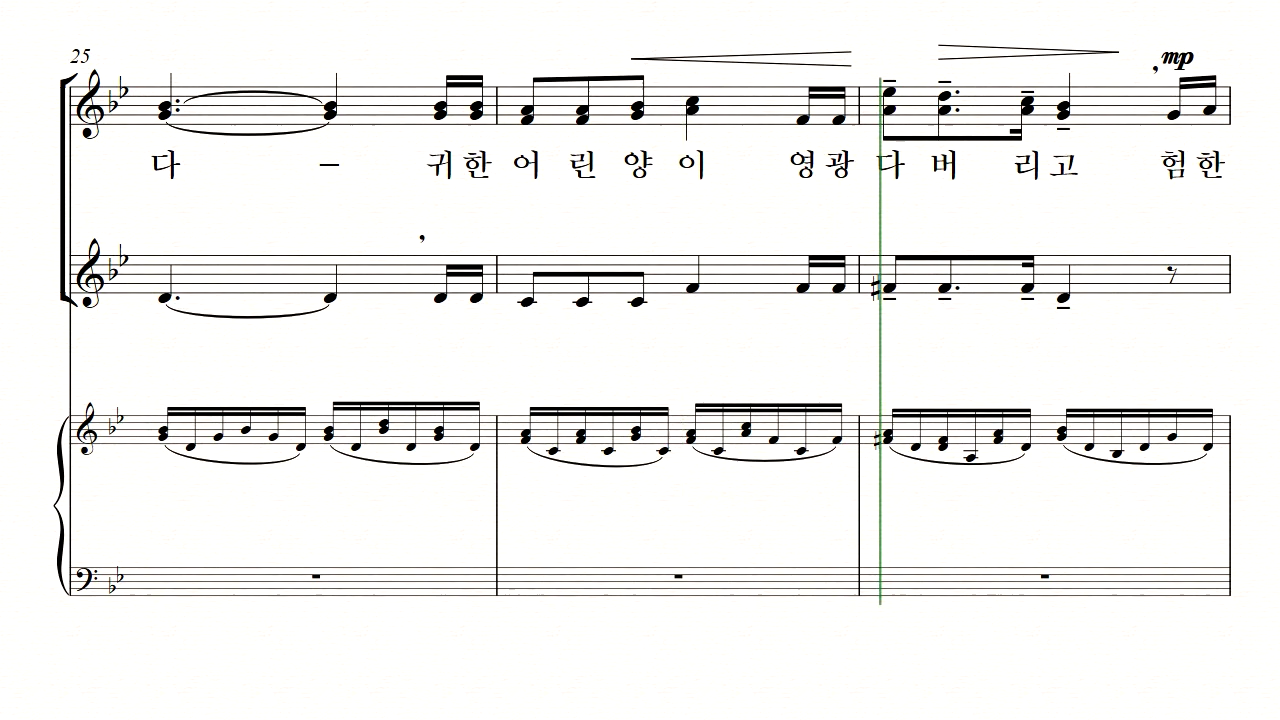 25
mp
다 – 귀 한 어 린 양 이 영 광 다 버 리 고 험 한